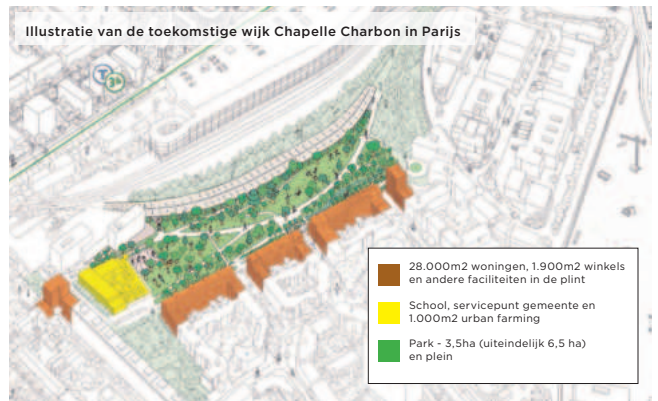 Illustratie van de toekomstige wijk Chapelle Charbon in Parijs
T
3b
28.000m2 woningen, 1.900m2 winkels
en andere faciliteiten in de plint
School, servicepunt gemeente en
1.000m2 urban farming
Park - 3,5ha (uiteindelijk 6,5 ha)
en plein